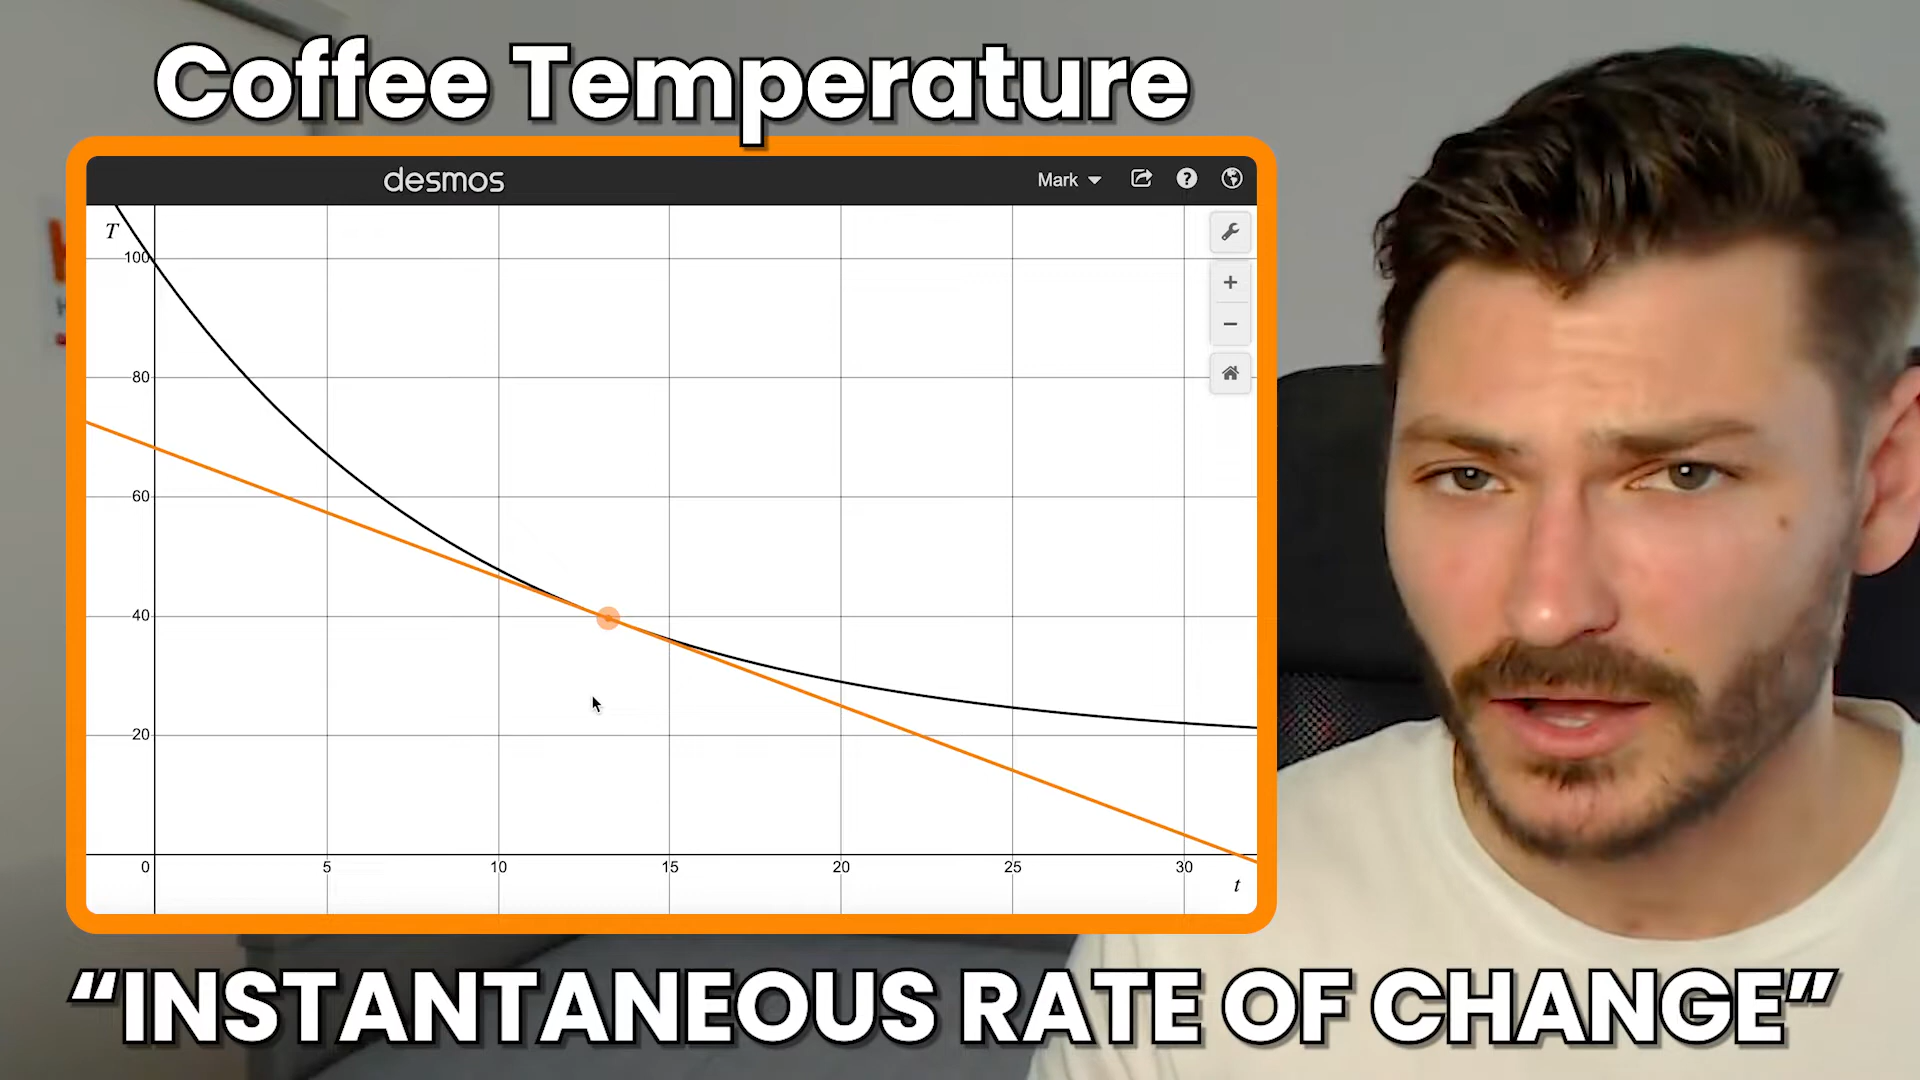 Coffee Temperature
desmos
Mark
T
100
80
60
40
20
0 5 10 15 20 25 30
t
“INSTANTANEOUS RATE OF CHANGE”